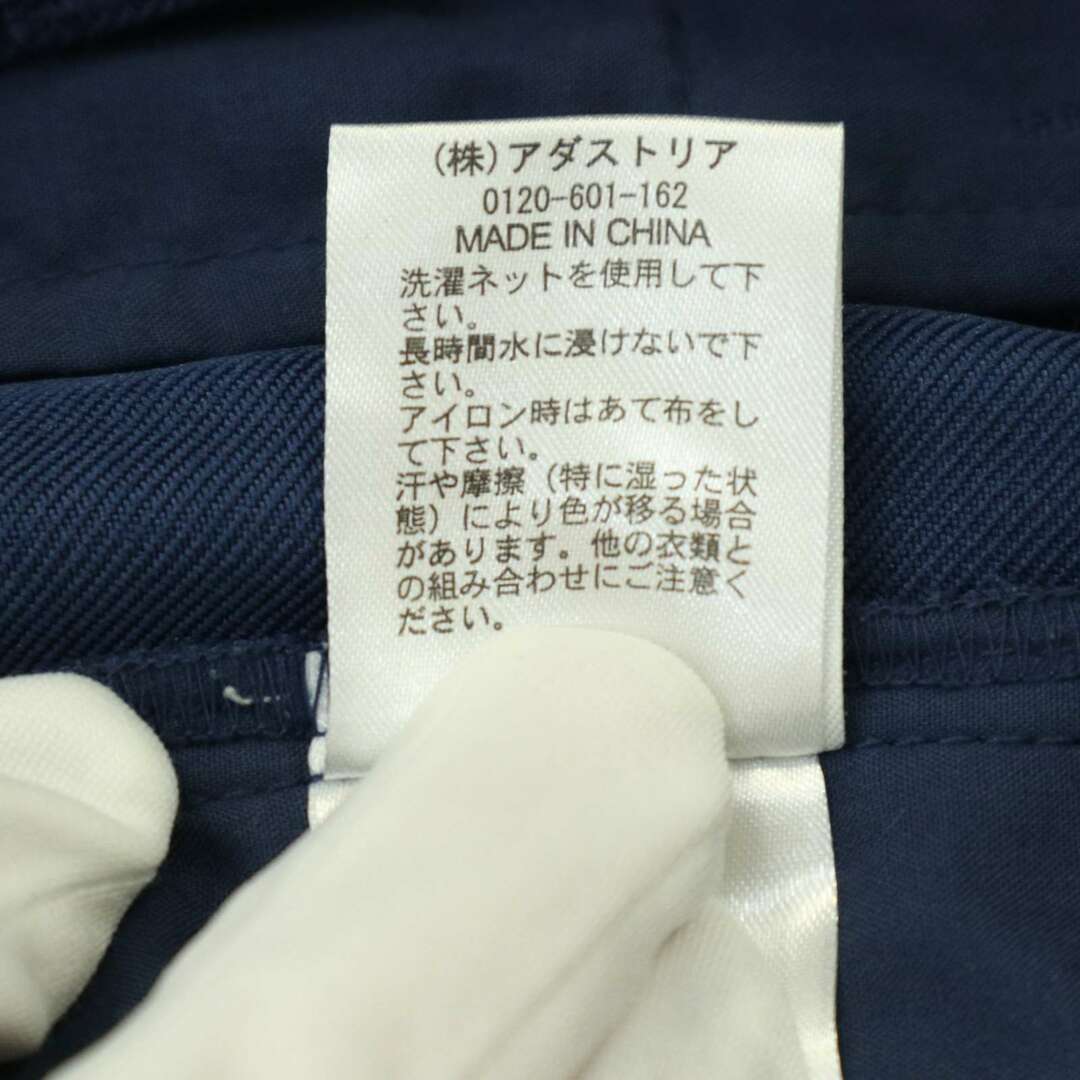 (株)アダストリア
0120-601-162
MADE IN CHINA
洗濯ネットを使用して下
さい。
長時間水に浸けないで下
さい。
アイロン時はあて布をし
て下さい。
汗や摩擦（特に湿った状
態）により色が移る場合
があります。他の衣類と
の組み合わせにご注意く
ださい。